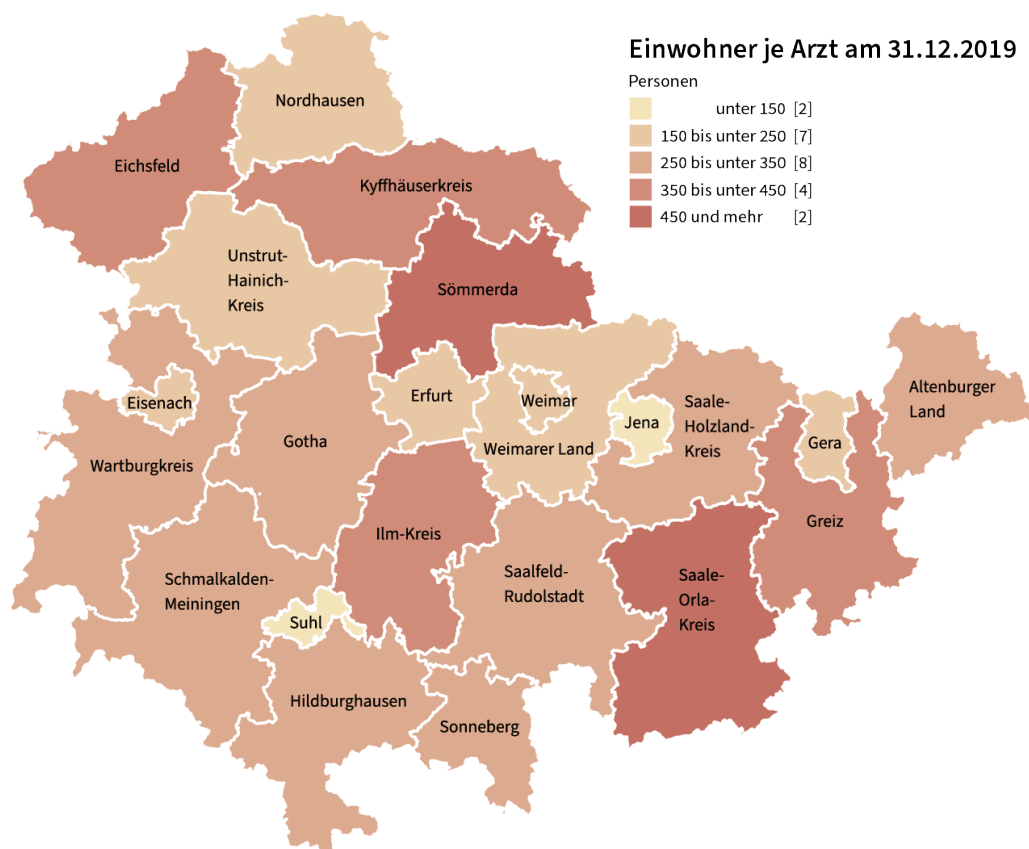 Einwohner je Arzt am 31.12.2019
Personen
unter 150 [2]
150 bis unter 250 [7]
250 bis unter 350 [8]
350 bis unter 450 [4]
450 und mehr [2]
Nordhausen
Eichsfeld
Kyffhäuserkreis
Unstrut-
Hainich-
Kreis
Sömmerda
Eisenach
Erfurt
Weimar
Jena
Saale-
Holzland-
Kreis
Altenburger
Land
Gotha
Weimarer Land
Gera
Wartburgkreis
Ilm-Kreis
Greiz
Schmalkalden-
Meiningen
Saalfeld-
Rudolstadt
Saale-
Orla-
Kreis
Suhl
Hildburghausen
Sonneberg